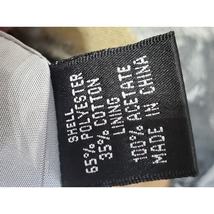 SHELL
65% POLYESTER
35% COTTON
LINING
100% ACETATE
MADE IN CHINA